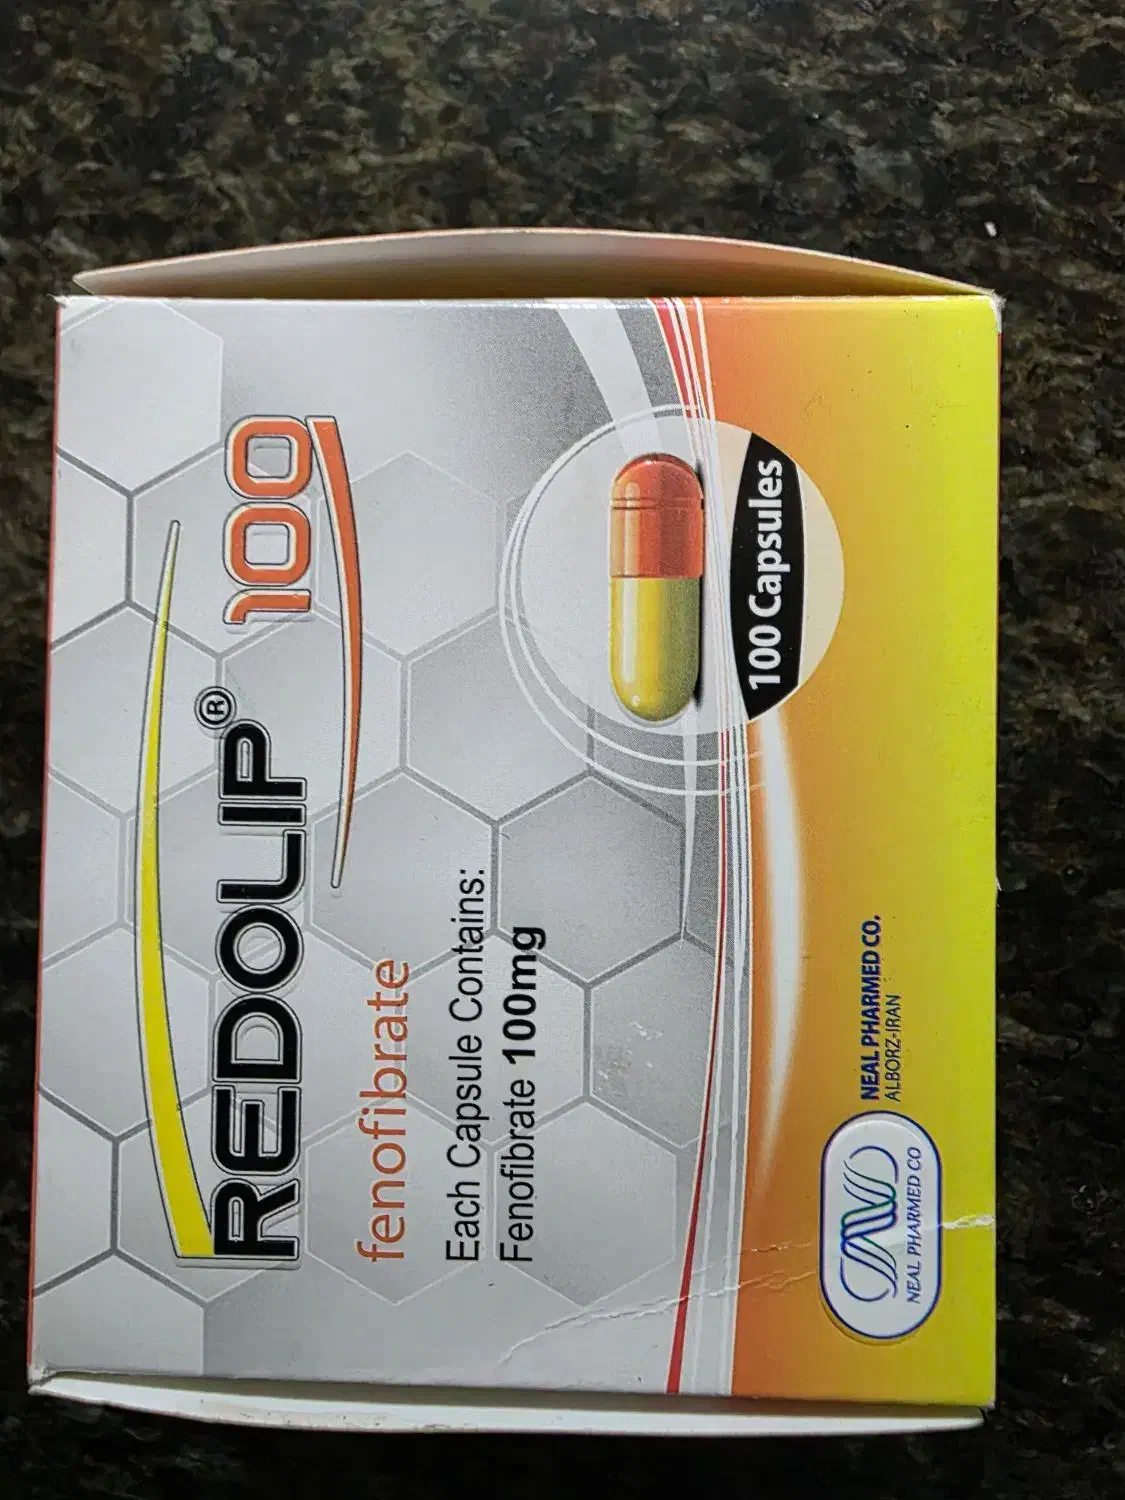 REDOLIP® 100
fenofibrate
Each Capsule Contains:
Fenofibrate 100mg
100 Capsules
NEAL PHARMED CO.
ALBORZ-IRAN
NEAL PHARMED CO